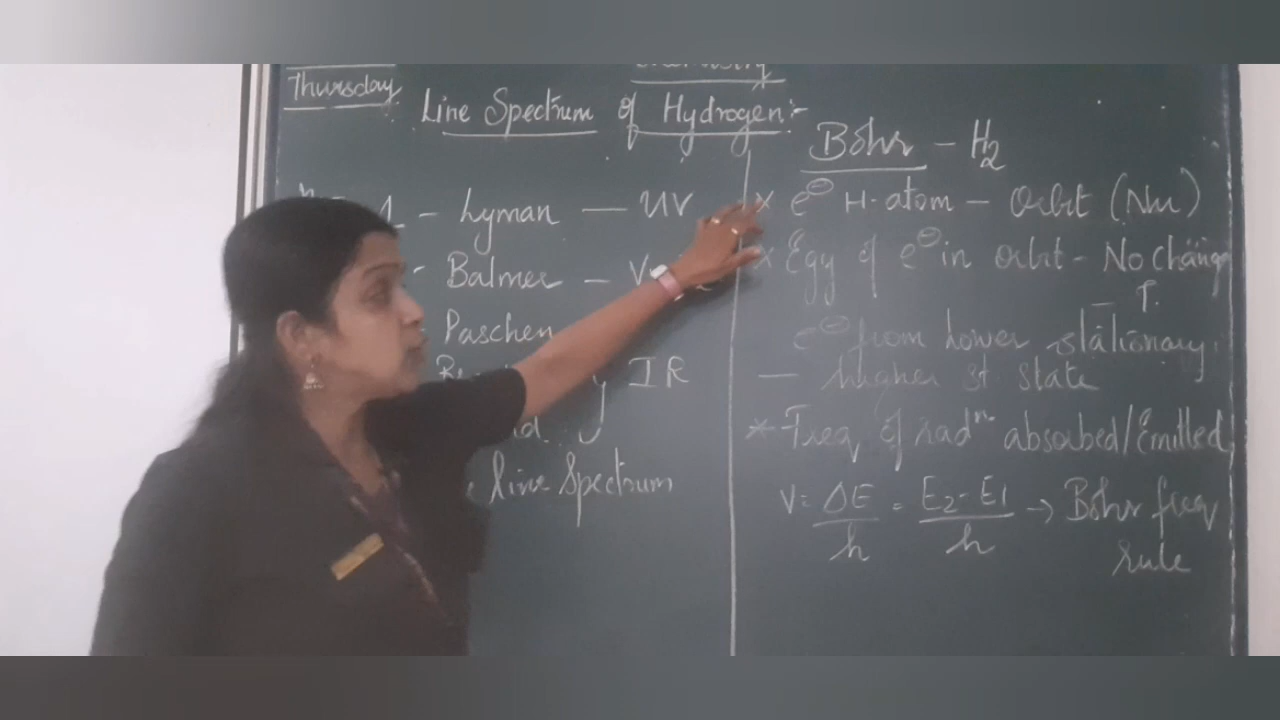 Thursday
Chemistry
Line Spectrum of Hydrogen:-
1 - Lyman — UV
- Balmer —
Paschen
IR
line Spectrum
Bohr - H2
* e⊖ H-atom - Orbit (Nu)
* Egy of e⊖ in orbit - No change
- T.
e⊖ from lower stationary
— higher st state
* Freq of radn absorbed/Emitted
ν = ΔE/h = E2-E1/h → Bohr freq
rule